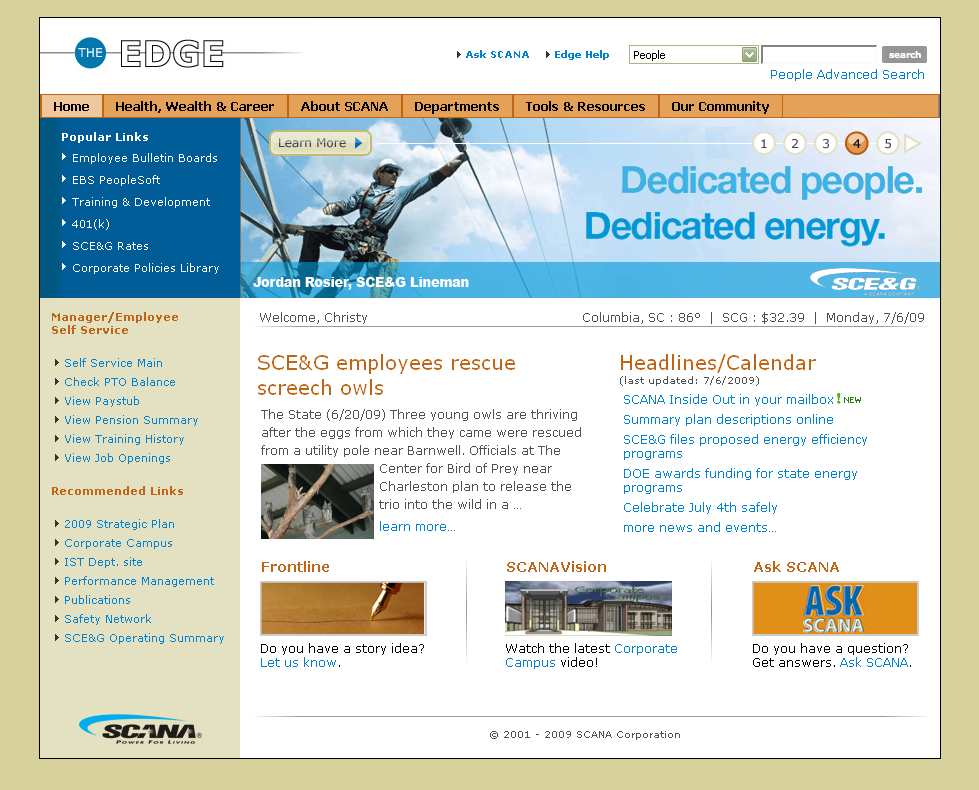 THE EDGE
Ask SCANA Edge Help People search
People Advanced Search
Home Health, Wealth & Career About SCANA Departments Tools & Resources Our Community
Popular Links
Employee Bulletin Boards
EBS PeopleSoft
Training & Development
401(k)
SCE&G Rates
Corporate Policies Library
Learn More
1 2 3 4 5
Dedicated people.
Dedicated energy.
Jordan Rosier, SCE&G Lineman
SCE&G
A SCANA COMPANY
Manager/Employee
Self Service
Self Service Main
Check PTO Balance
View Paystub
View Pension Summary
View Training History
View Job Openings
Recommended Links
2009 Strategic Plan
Corporate Campus
IST Dept. site
Performance Management
Publications
Safety Network
SCE&G Operating Summary
SCANA®
POWER FOR LIVING
Welcome, Christy
Columbia, SC : 86° | SCG : $32.39 | Monday, 7/6/09
SCE&G employees rescue
screech owls
The State (6/20/09) Three young owls are thriving
after the eggs from which they came were rescued
from a utility pole near Barnwell. Officials at The
Center for Bird of Prey near
Charleston plan to release the
trio into the wild in a ...
learn more...
Headlines/Calendar
(last updated: 7/6/2009)
SCANA Inside Out in your mailbox ! NEW
Summary plan descriptions online
SCE&G files proposed energy efficiency
programs
DOE awards funding for state energy
programs
Celebrate July 4th safely
more news and events...
Frontline
Do you have a story idea?
Let us know.
SCANAVision
Corporate
Campus
Watch the latest Corporate
Campus video!
Ask SCANA
ASK
SCANA
Do you have a question?
Get answers. Ask SCANA.
© 2001 - 2009 SCANA Corporation